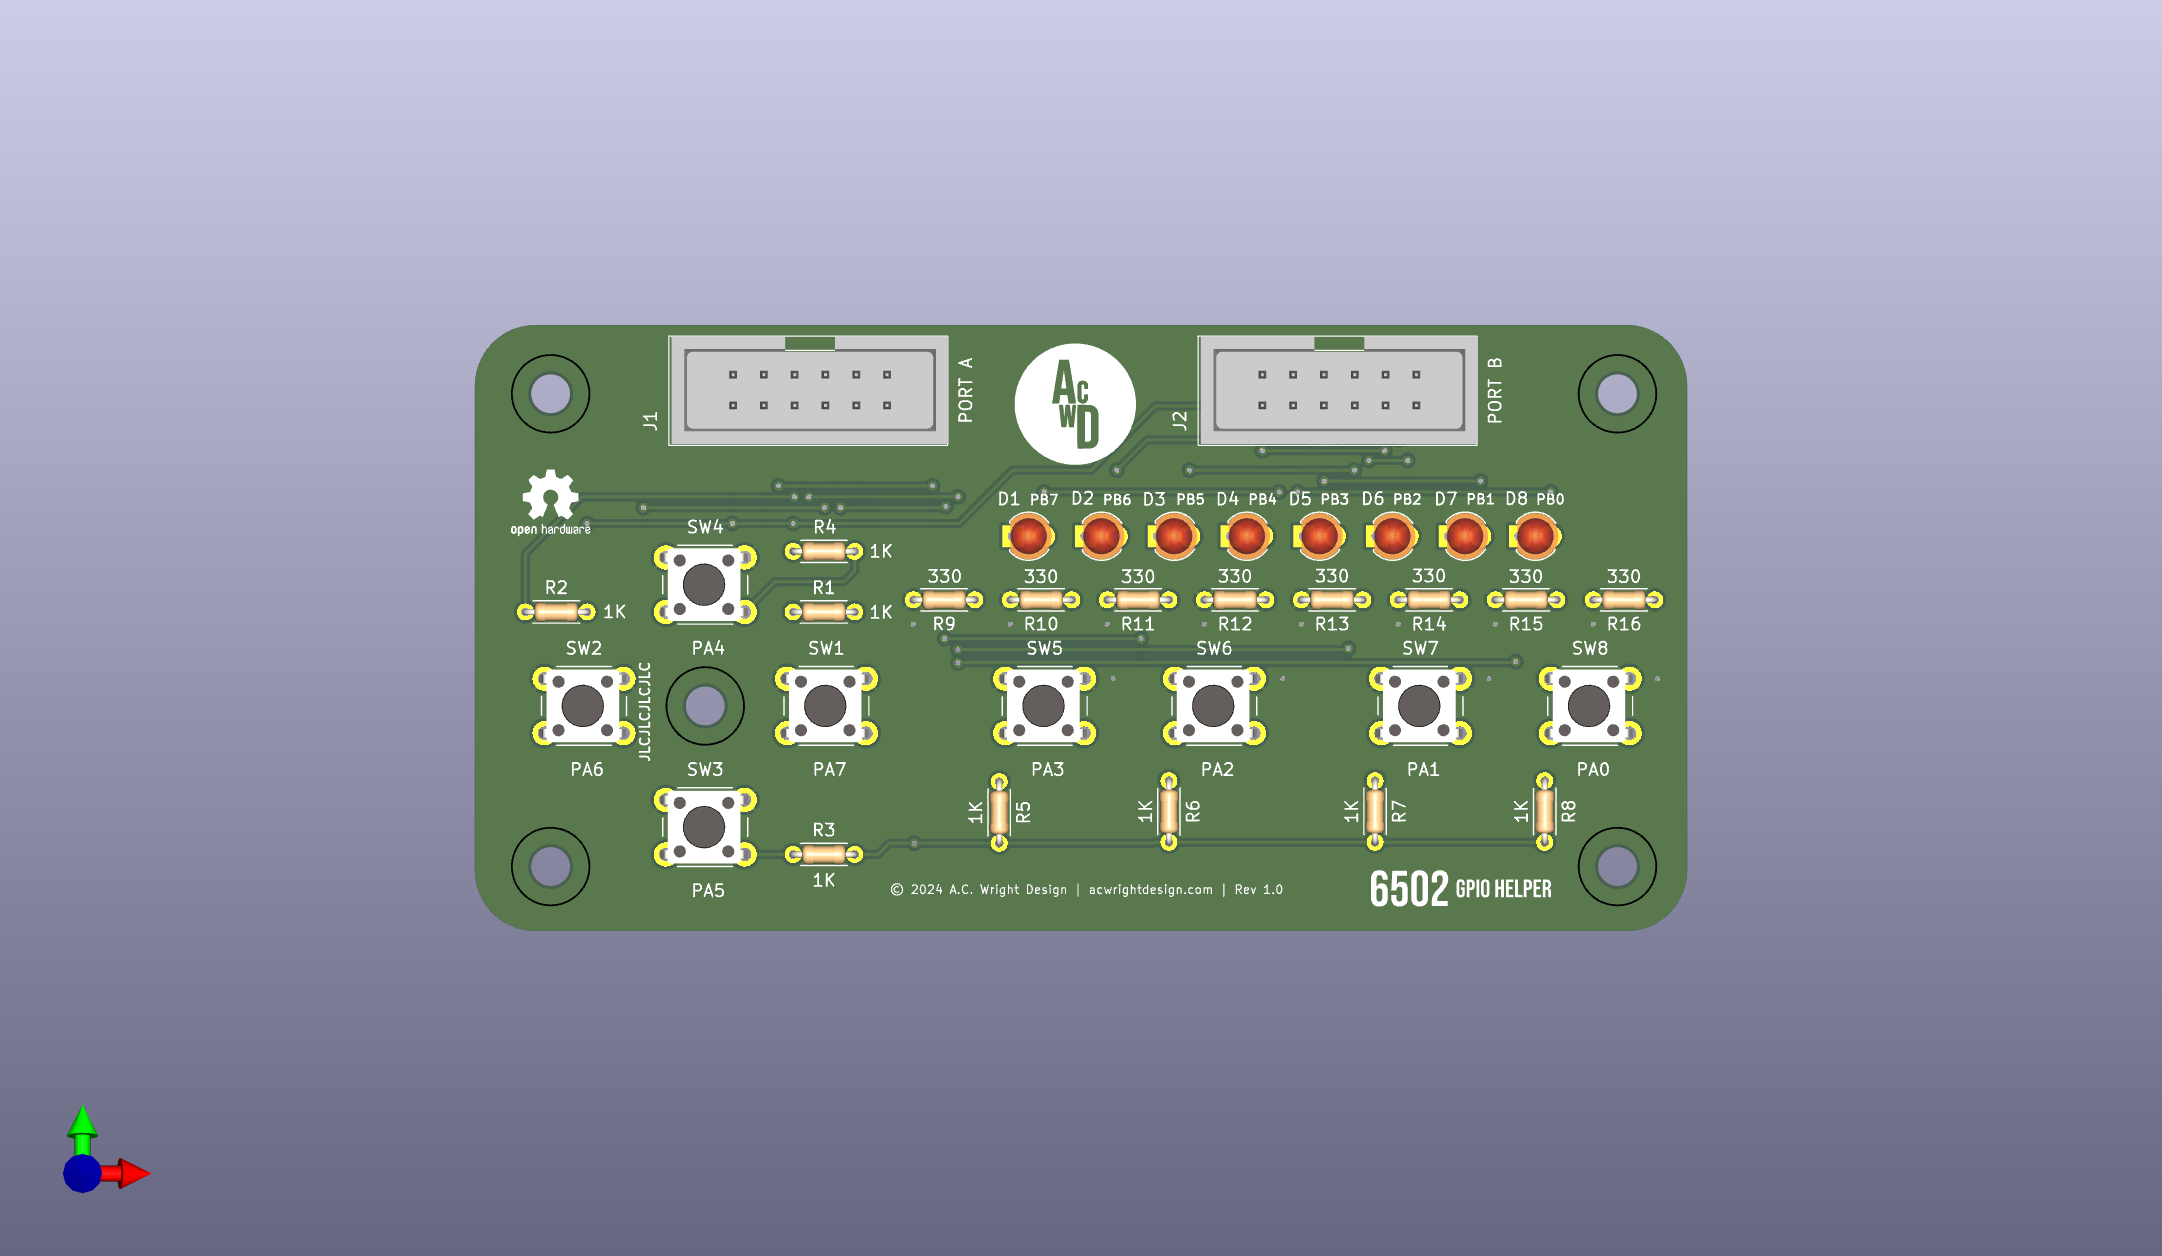 J1
PORT A
ACWD
J2
PORT B
open hardware
D1 PB7 D2 PB6 D3 PB5 D4 PB4 D5 PB3 D6 PB2 D7 PB1 D8 PB0
SW4
R4
1K
330 330 330 330 330 330 330 330
R2
1K
R1
1K
R9 R10 R11 R12 R13 R14 R15 R16
SW2
PA4
SW1
SW5
SW6
SW7
SW8
JLCJLCJLCJLC
PA6
SW3
PA7
PA3
PA2
PA1
PA0
1K R5
1K R6
1K R7
1K R8
R3
1K
PA5
© 2024 A.C. Wright Design | acwrightdesign.com | Rev 1.0
6502 GPIO HELPER